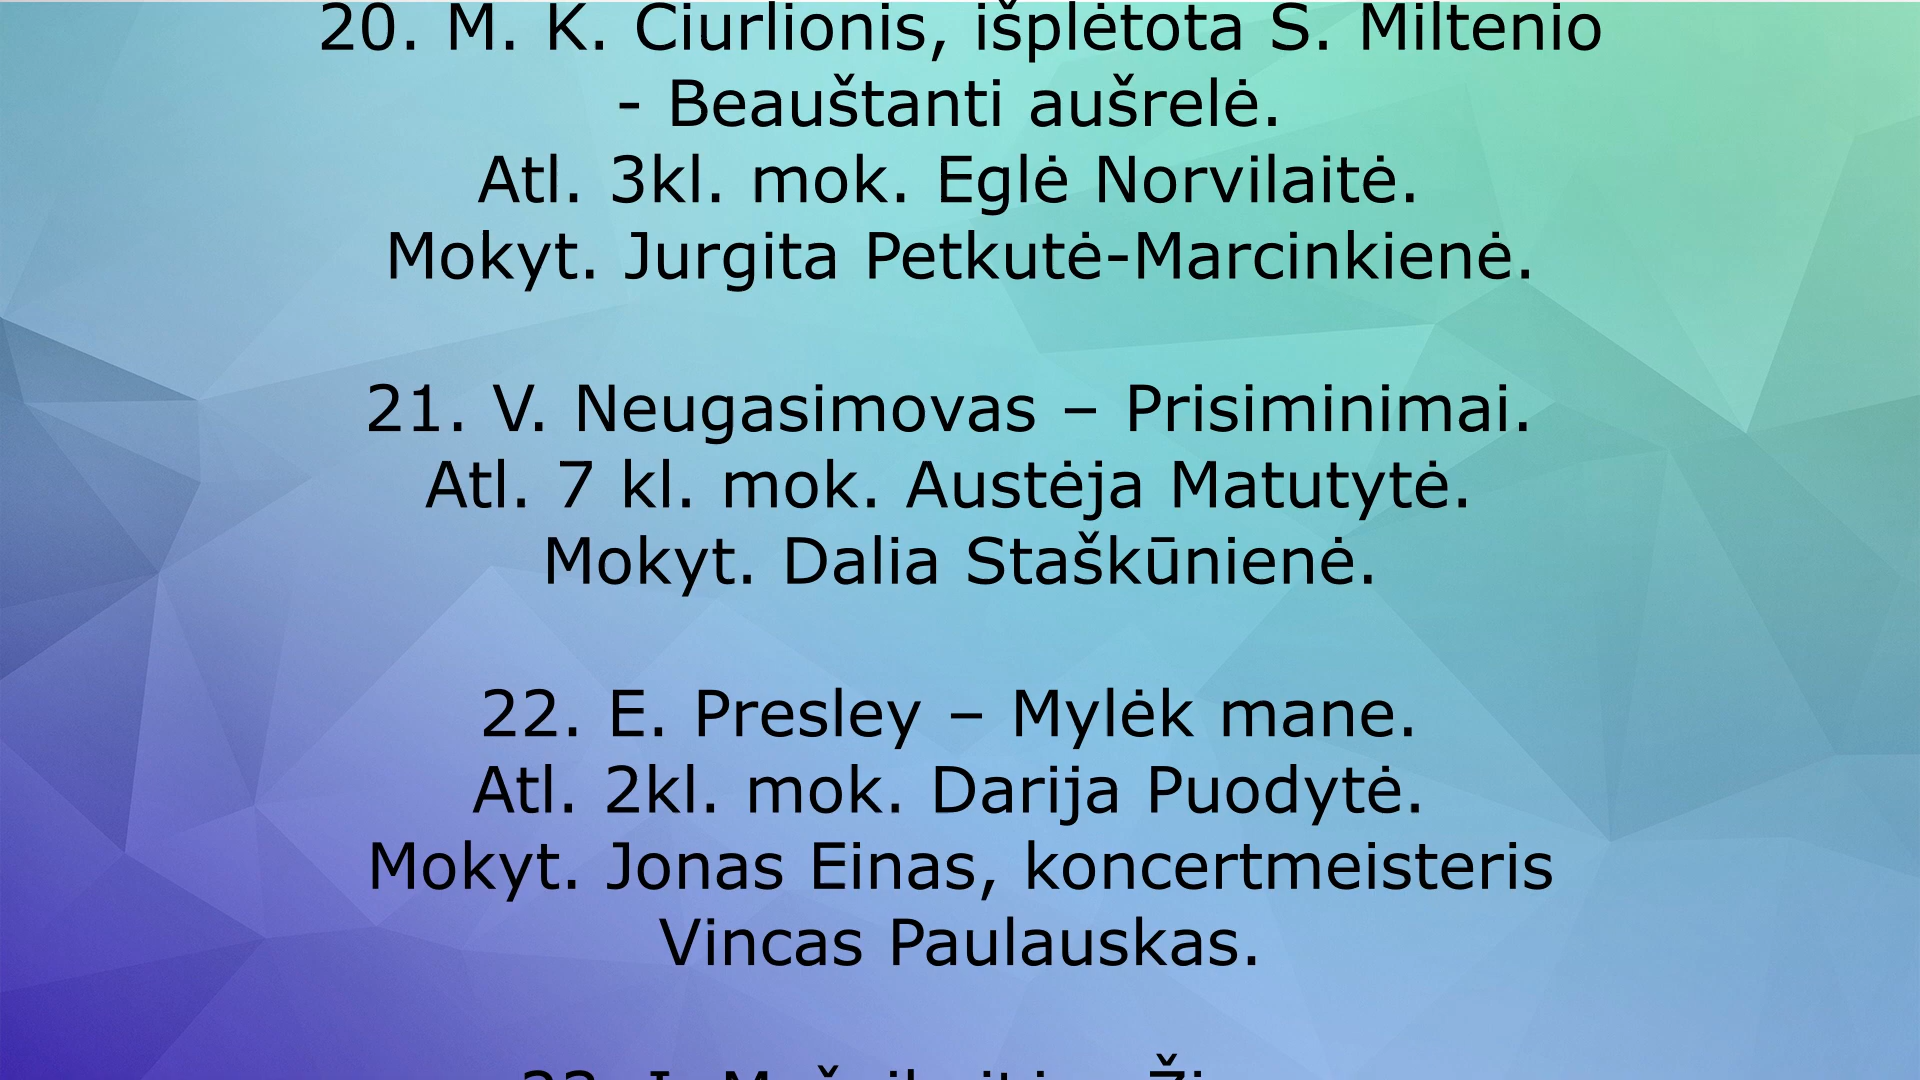 20. M. K. Čiurlionis, išplėtota S. Miltenio
- Beauštanti aušrelė.
Atl. 3kl. mok. Eglė Norvilaitė.
Mokyt. Jurgita Petkutė-Marcinkienė.
21. V. Neugasimovas – Prisiminimai.
Atl. 7 kl. mok. Austėja Matutytė.
Mokyt. Dalia Staškūnienė.
22. E. Presley – Mylėk mane.
Atl. 2kl. mok. Darija Puodytė.
Mokyt. Jonas Einas, koncertmeisteris
Vincas Paulauskas.